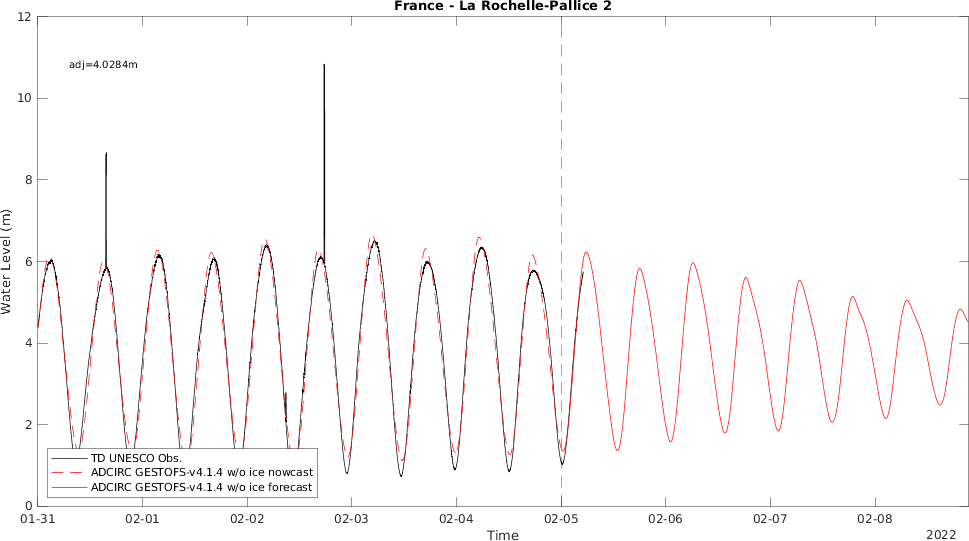 France - La Rochelle-Pallice 2
12
10
8
6
4
2
0
Water Level (m)
adj=4.0284m
TD UNESCO Obs.
ADCIRC GESTOFS-v4.1.4 w/o ice nowcast
ADCIRC GESTOFS-v4.1.4 w/o ice forecast
01-31 02-01 02-02 02-03 02-04 02-05 02-06 02-07 02-08
Time
2022